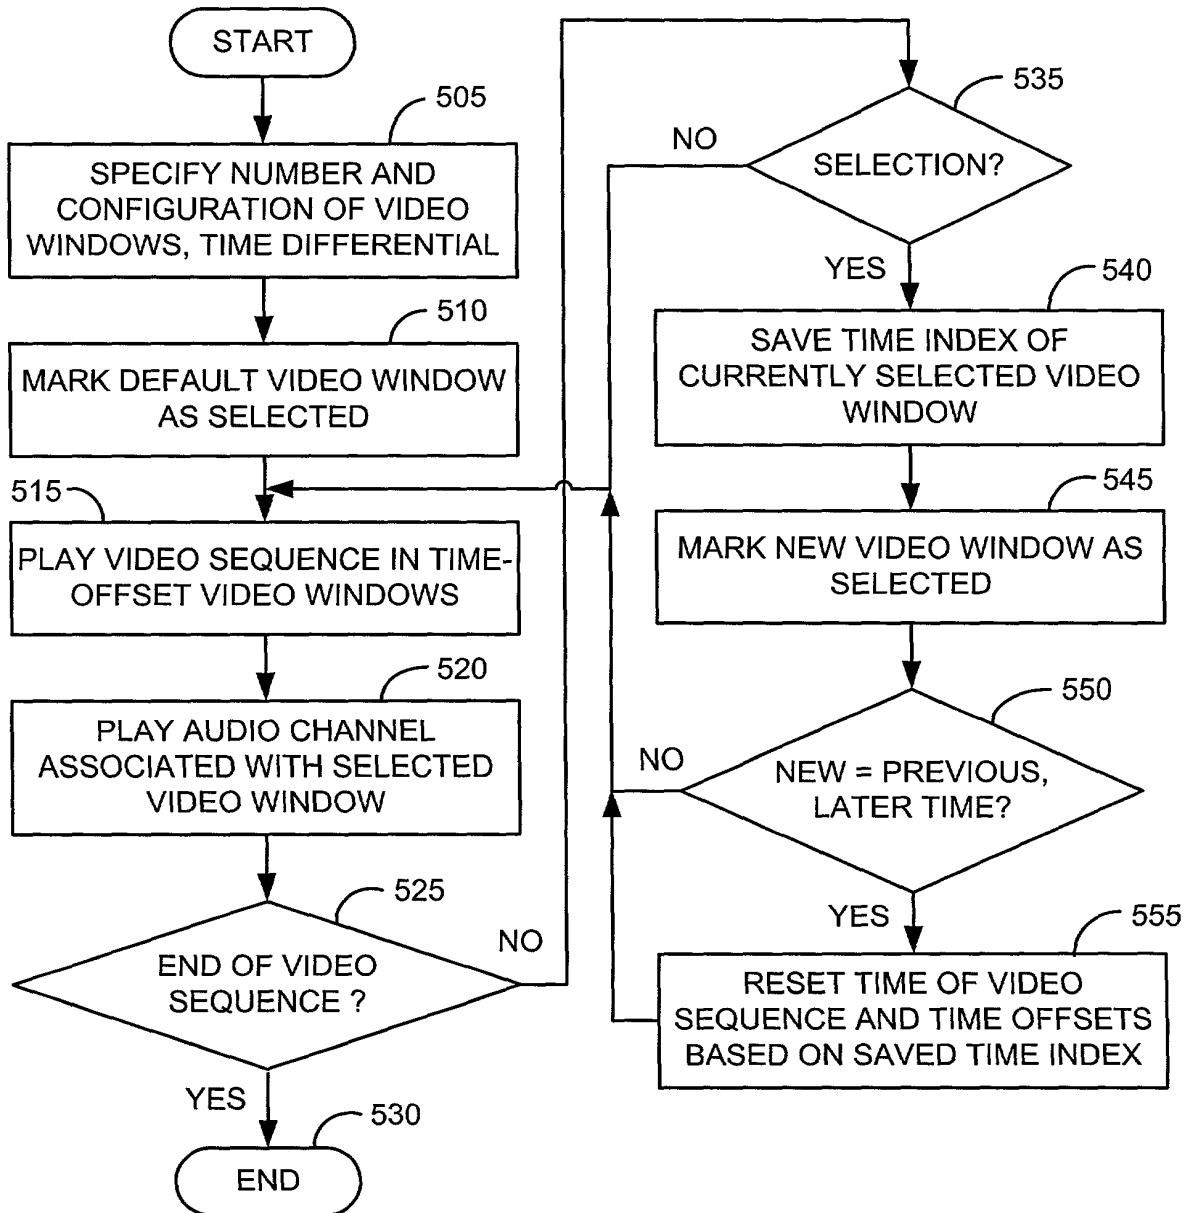 START
505
SPECIFY NUMBER AND
CONFIGURATION OF VIDEO
WINDOWS, TIME DIFFERENTIAL
510
MARK DEFAULT VIDEO WINDOW
AS SELECTED
515
PLAY VIDEO SEQUENCE IN TIME-
OFFSET VIDEO WINDOWS
520
PLAY AUDIO CHANNEL
ASSOCIATED WITH SELECTED
VIDEO WINDOW
525
END OF VIDEO
SEQUENCE ?
NO
YES
530
END
535
SELECTION?
NO
YES
540
SAVE TIME INDEX OF
CURRENTLY SELECTED VIDEO
WINDOW
545
MARK NEW VIDEO WINDOW AS
SELECTED
550
NEW = PREVIOUS,
LATER TIME?
NO
YES
555
RESET TIME OF VIDEO
SEQUENCE AND TIME OFFSETS
BASED ON SAVED TIME INDEX